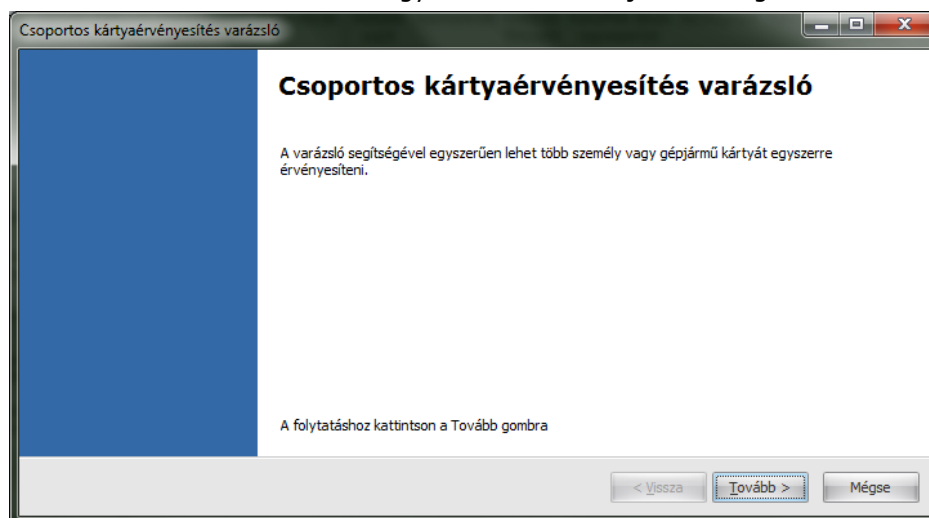 Csoportos kártyaérvényesítés varázsló
Csoportos kártyaérvényesítés varázsló
A varázsló segítségével egyszerűen lehet több személy vagy gépjármű kártyát egyszerre
érvényesíteni.
A folytatáshoz kattintson a Tovább gombra
< Vissza Tovább > Mégse